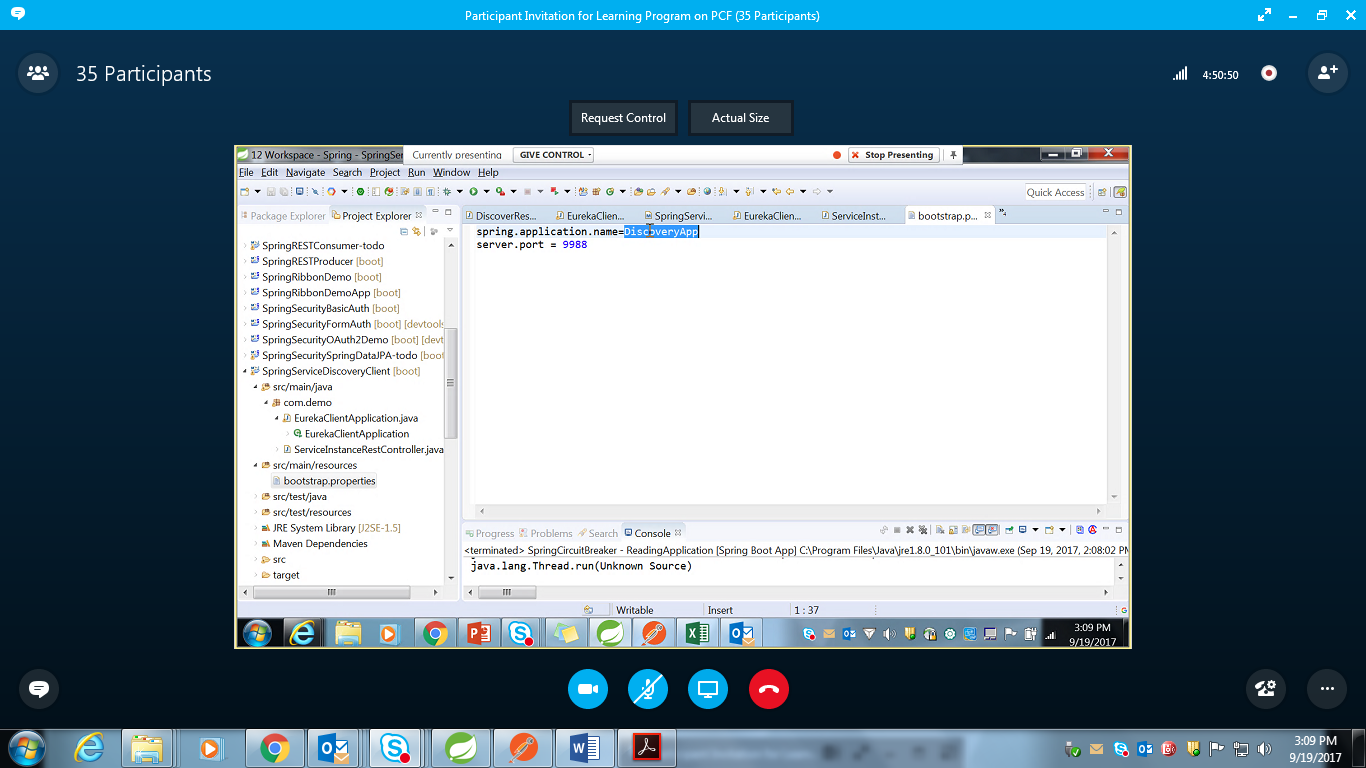 Participant Invitation for Learning Program on PCF (35 Participants)
35 Participants
4:50:50
Request Control
Actual Size
12 Workspace - Spring - SpringSer
Currently presenting
GIVE CONTROL
Stop Presenting
File Edit Navigate Search Project Run Window Help
Quick Access
Package Explorer
Project Explorer
DiscoverRes...
EurekaClien...
SpringServi...
EurekaClien...
ServiceInst...
bootstrap.p...
spring.application.name=DiscoveryApp
server.port = 9988
SpringRESTConsumer-todo
SpringRESTProducer [boot]
SpringRibbonDemo [boot]
SpringRibbonDemoApp [boot]
SpringSecurityBasicAuth [boot]
SpringSecurityFormAuth [boot] [devtools
SpringSecurityOAuth2Demo [boot] [devt
SpringSecuritySpringDataJPA-todo [boot
SpringServiceDiscoveryClient [boot]
src/main/java
com.demo
EurekaClientApplication.java
EurekaClientApplication
ServiceInstanceRestController.java
src/main/resources
bootstrap.properties
src/test/java
src/test/resources
JRE System Library [J2SE-1.5]
Maven Dependencies
src
target
Progress
Problems
Search
Console
<terminated> SpringCircuitBreaker - ReadingApplication [Spring Boot App] C:\Program Files\Java\jre1.8.0_101\bin\javaw.exe (Sep 19, 2017, 2:08:02 PM
java.lang.Thread.run(Unknown Source)
Writable
Insert
1 : 37
3:09 PM
9/19/2017
3:09 PM
9/19/2017